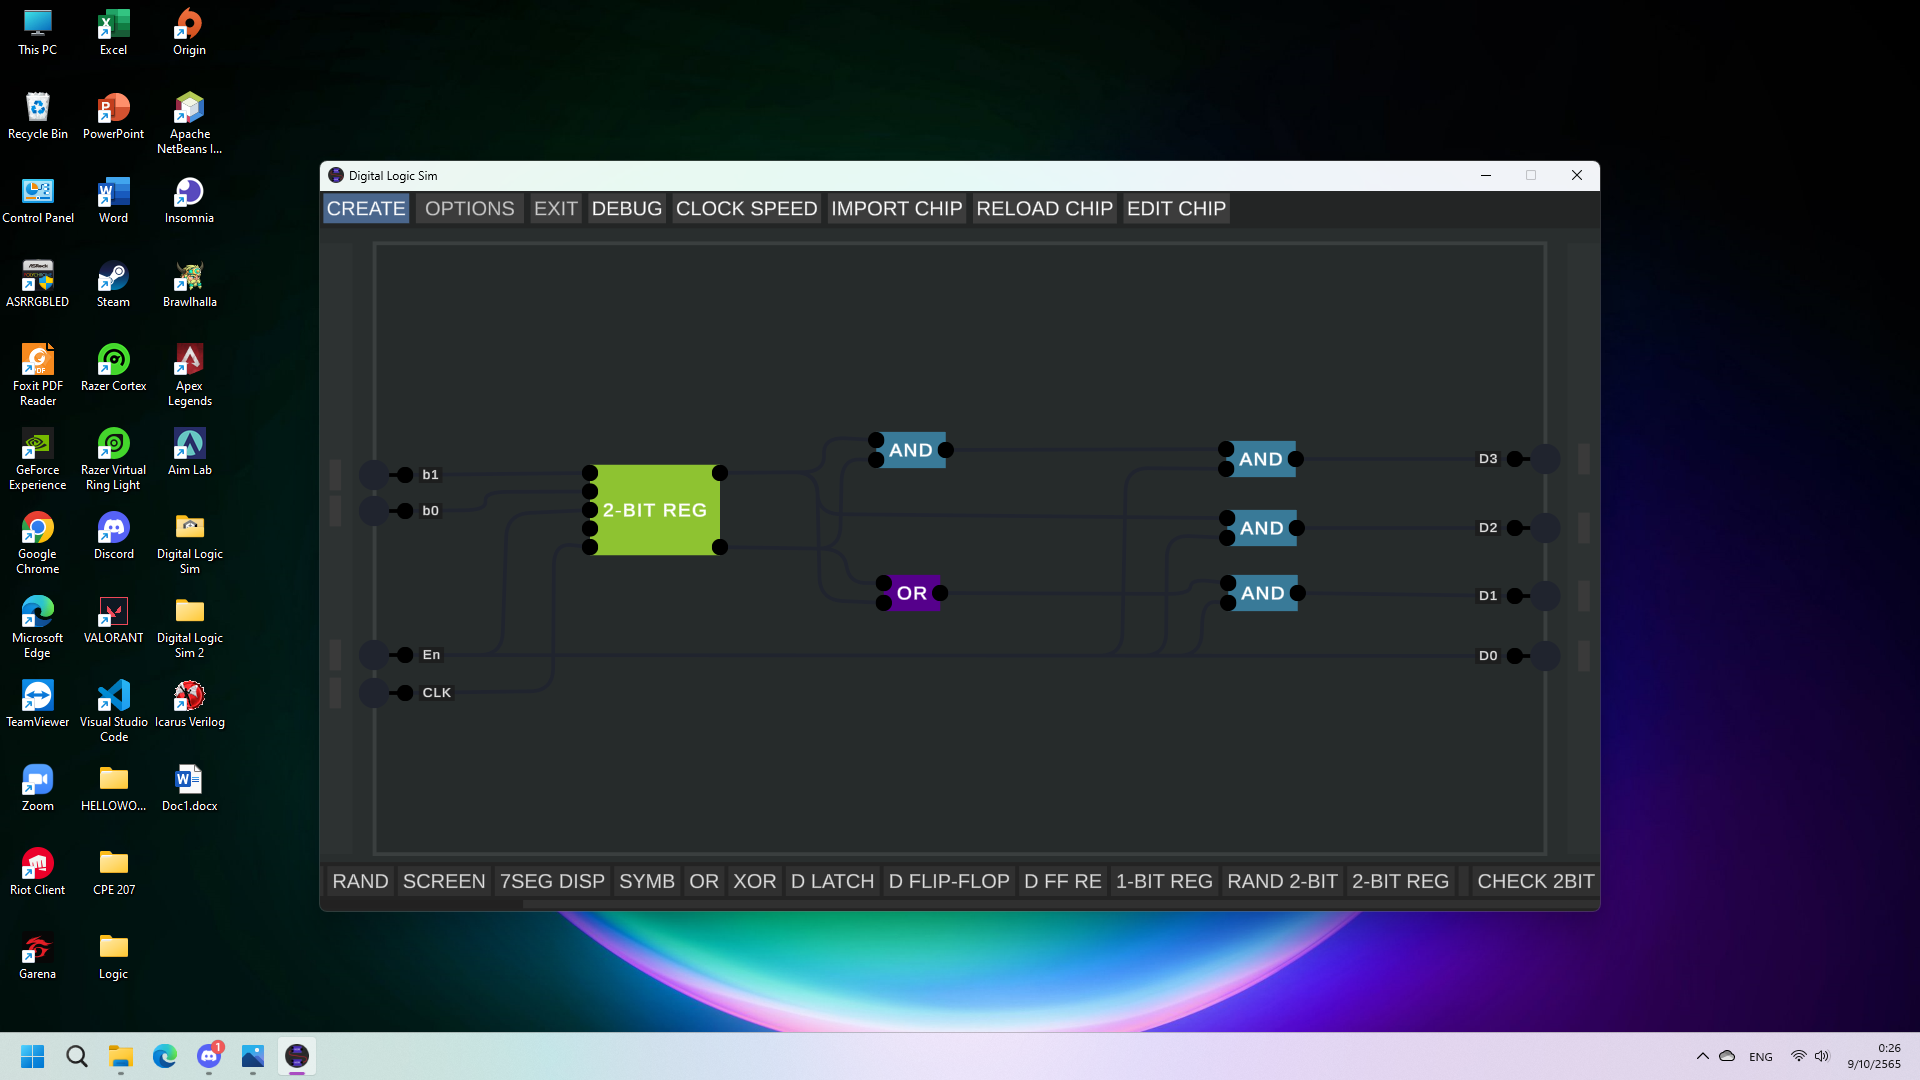 This PC
Excel
Origin
Recycle Bin
PowerPoint
Apache
NetBeans I...
Control Panel
Word
Insomnia
ASRRGBLED
Steam
Brawlhalla
Foxit PDF
Reader
Razer Cortex
Apex
Legends
GeForce
Experience
Razer Virtual
Ring Light
Aim Lab
Google
Chrome
Discord
Digital Logic
Sim
Microsoft
Edge
VALORANT
Digital Logic
Sim 2
TeamViewer
Visual Studio
Code
Icarus Verilog
Zoom
HELLOWO...
Doc1.docx
Riot Client
CPE 207
Garena
Logic
Digital Logic Sim
CREATE OPTIONS EXIT DEBUG CLOCK SPEED IMPORT CHIP RELOAD CHIP EDIT CHIP
AND
AND
D3
b1
2-BIT REG
b0
AND
D2
OR
AND
D1
En
D0
CLK
RAND SCREEN 7SEG DISP SYMB OR XOR D LATCH D FLIP-FLOP D FF RE 1-BIT REG RAND 2-BIT 2-BIT REG CHECK 2BIT
1
ENG
0:26
9/10/2565